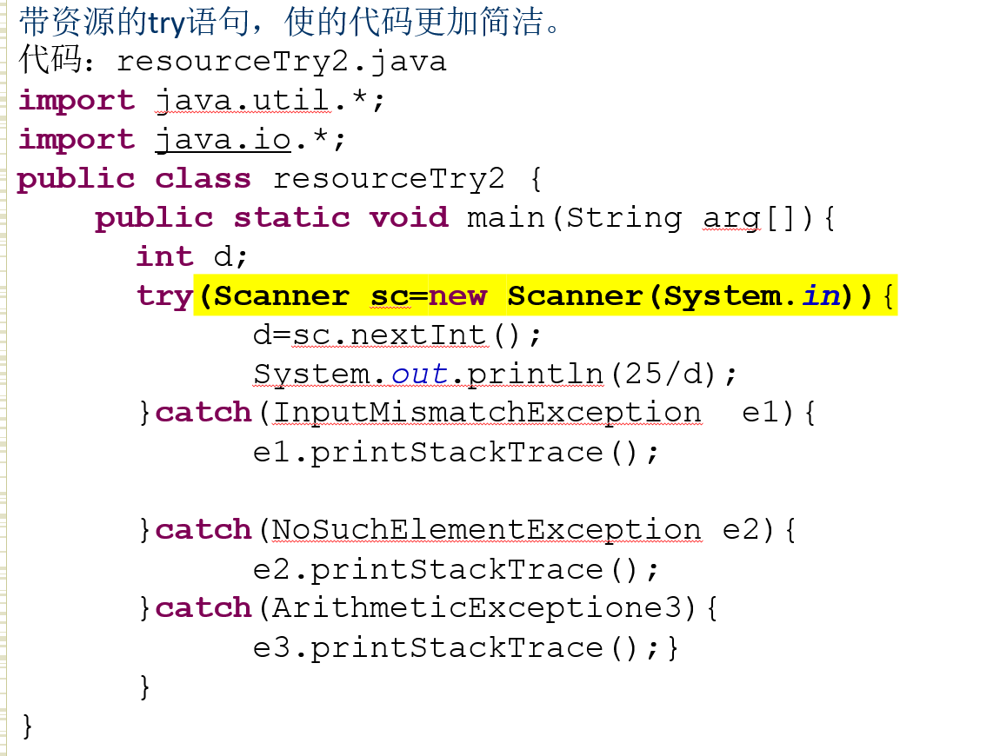 带资源的try语句，使的代码更加简洁。
代码：resourceTry2.java
import java.util.*;
import java.io.*;
public class resourceTry2 {
    public static void main(String arg[]){
      int d;
      try(Scanner sc=new Scanner(System.in)){
            d=sc.nextInt();
            System.out.println(25/d);
      }catch(InputMismatchException  e1){
            e1.printStackTrace();

      }catch(NoSuchElementException e2){
            e2.printStackTrace();
      }catch(ArithmeticExceptione3){
            e3.printStackTrace();}
      }
}